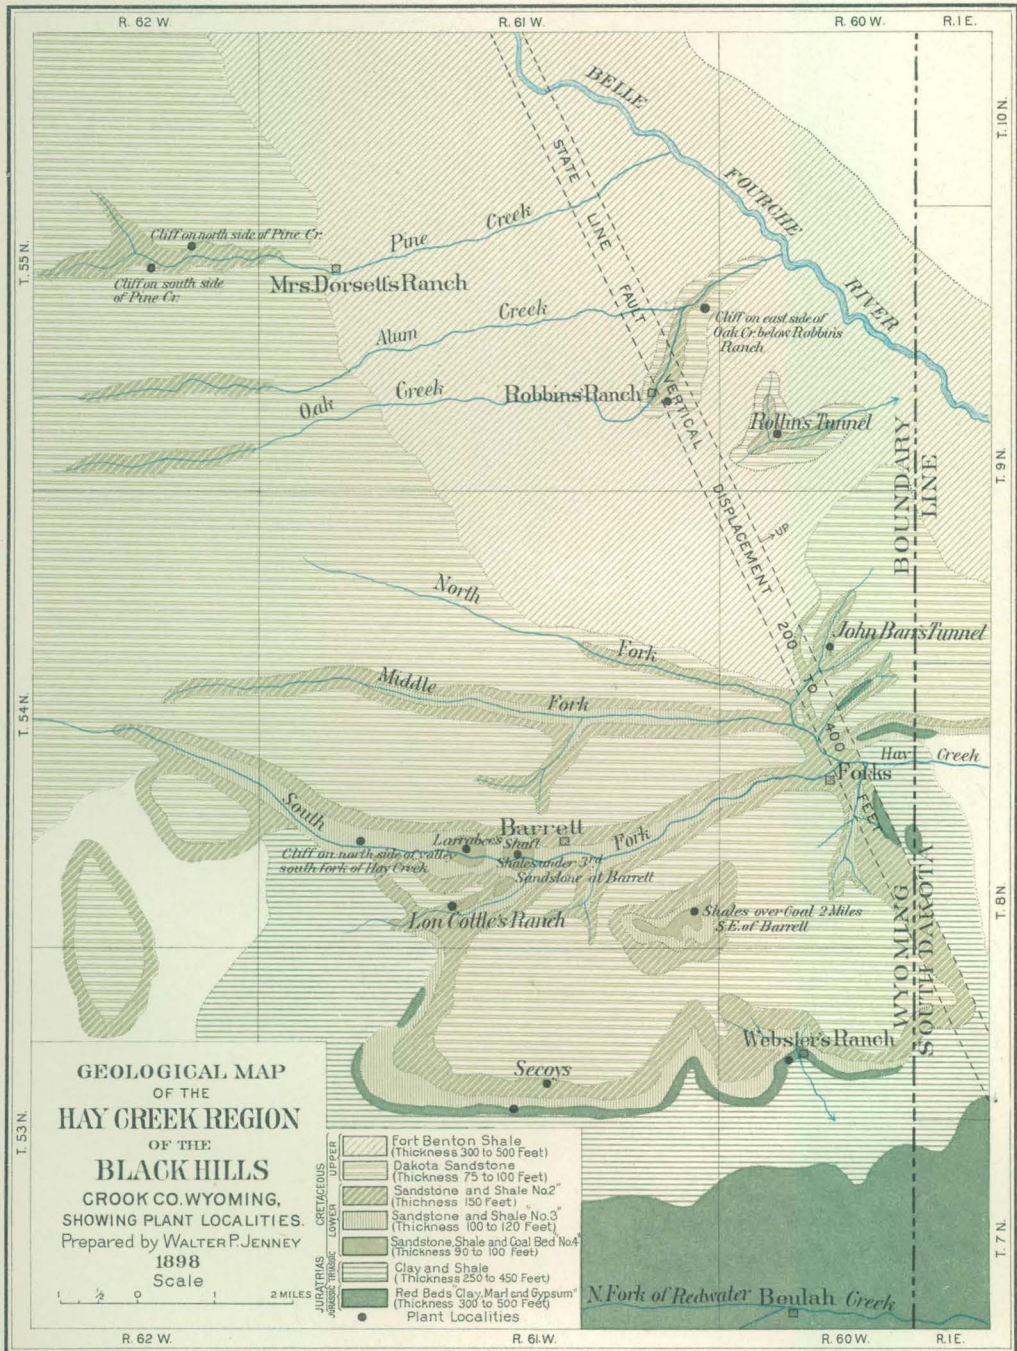 R. 62 W.
R. 61 W.
R. 60 W.
R. 1 E.
T. 10 N.
T. 55 N.
T. 9 N.
T. 54 N.
T. 8 N.
T. 53 N.
T. 7 N.
BELLE
FOURCHE
RIVER
STATE LINE FAULT VERTICAL DISPLACEMENT 200 TO 400 FEET
UP
Pine Creek
Cliff on north side of Pine Cr.
Cliff on south side
of Pine Cr.
Mrs. Dorsett's Ranch
Alum Creek
Cliff on east side of
Oak Cr. below Robbins
Ranch
Oak Creek
Robbins' Ranch
Rollin's Tunnel
BOUNDARY
LINE
North Fork
John Barr's Tunnel
Middle Fork
Hay Creek
Forks
South Fork
Barrett
Larrabee's
Shaft
Cliff on north side of valley
south fork of Hay Creek
Shales under 3rd
Sandstone at Barrett
Lon Cottle's Ranch
Shales over Coal 2 Miles
S.E. of Barrett
WYOMING
SOUTH DAKOTA
Webster's Ranch
Secoys
GEOLOGICAL MAP
OF THE
HAY CREEK REGION
OF THE
BLACK HILLS
CROOK CO. WYOMING,
SHOWING PLANT LOCALITIES.
Prepared by WALTER P. JENNEY
1898
Scale
1 ½ 0 1 2 MILES
CRETACEOUS
UPPER
LOWER
JURATRIAS
JURASSIC
TRIASSIC
Fort Benton Shale
(Thickness 300 to 500 Feet)
Dakota Sandstone
(Thickness 75 to 100 Feet)
Sandstone and Shale No.2"
(Thichness 150 Feet)
Sandstone and Shale "No.3"
(Thickness 100 to 120 Feet)
Sandstone, Shale and Coal Bed "No.4"
(Thickness 90 to 100 Feet)
Clay and Shale
(Thickness 250 to 450 Feet)
Red Beds "Clay, Marl and Gypsum"
(Thickness 300 to 500 Feet)
Plant Localities
N. Fork of Redwater Creek
Beulah
R. 62 W.
R. 61 W.
R. 60 W.
R. 1 E.